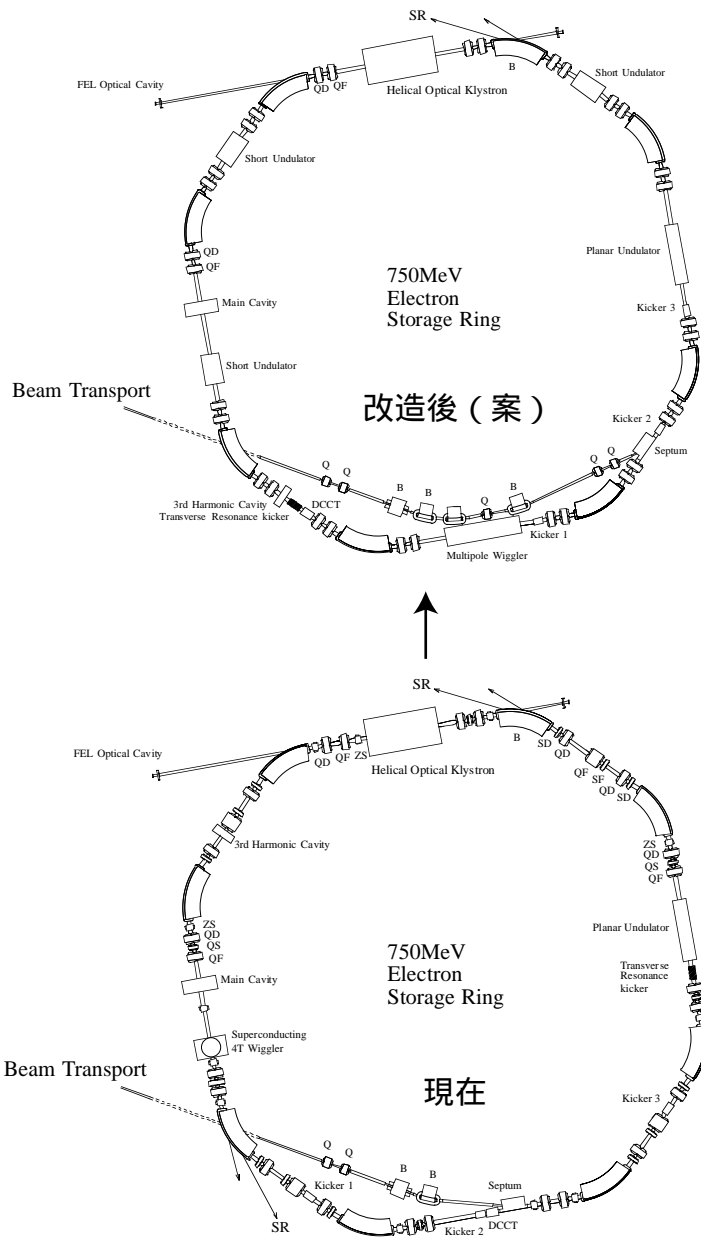 SR
B
FEL Optical Cavity
QD QF
Helical Optical Klystron
Short Undulator
Short Undulator
QD
QF
Planar Undulator
750MeV
Electron
Storage Ring
Main Cavity
Kicker 3
Short Undulator
Beam Transport
改造後（案）
Kicker 2
Septum
Q
Q
Q
Q
B
B
Q
B
3rd Harmonic Cavity
DCCT
Transverse Resonance kicker
Kicker 1
Multipole Wiggler
SR
B
SD
QD
FEL Optical Cavity
QD
QF
ZS
Helical Optical Klystron
QF
SF
QD
SD
3rd Harmonic Cavity
ZS
QD
QS
QF
ZS
QD
QS
QF
Planar Undulator
750MeV
Electron
Storage Ring
Main Cavity
Transverse
Resonance
kicker
Superconducting
4T Wiggler
Beam Transport
現在
Kicker 3
Q
Q
B
B
Septum
Kicker 1
SR
Kicker 2
DCCT